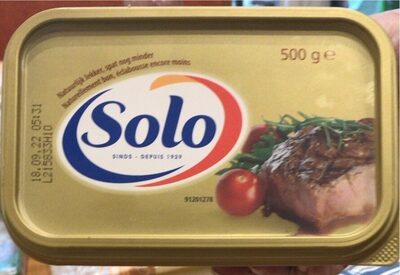 Natuurlijk lekker, spat nog minder
Naturellement bon, éclabousse encore moins
500 g e
Solo
SINDS - DEPUIS 1929
18.09.22 05:31
L215833H10
91201278